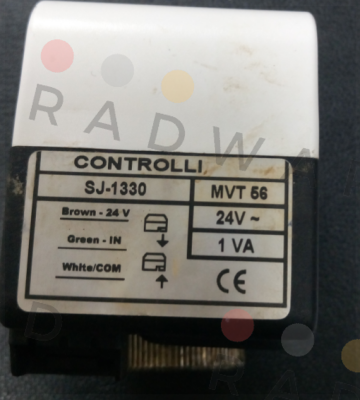 RADWA
CONTROLLI
SJ-1330
MVT 56
Brown - 24 V
24V ~
Green - IN
1 VA
White/COM
CE